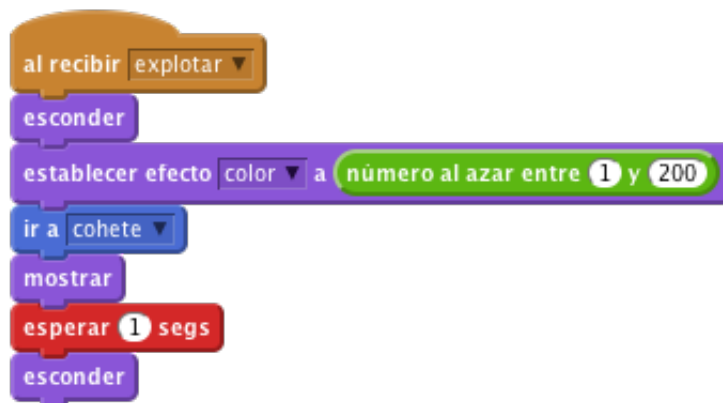 al recibir explotar
esconder
establecer efecto color a número al azar entre 1 y 200
ir a cohete
mostrar
esperar 1 segs
esconder